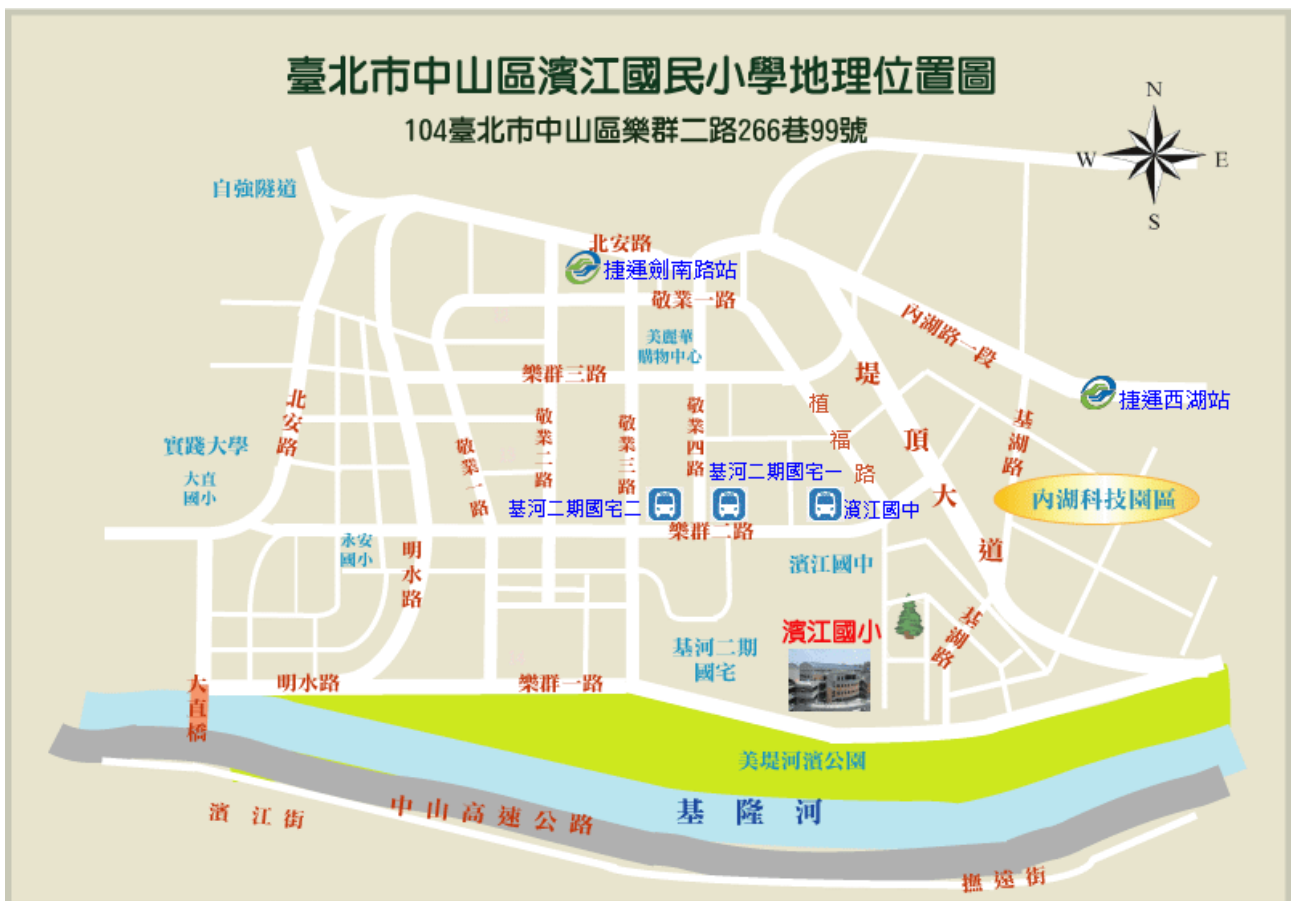 臺北市中山區濱江國民小學地理位置圖
104臺北市中山區樂群二路266巷99號
N
W
E
S
自強隧道
北安路
捷運劍南路站
敬業一路
內湖路一段
美麗華
購物中心
樂群三路
堤頂大道
捷運西湖站
北安路
敬業一路
敬業二路
敬業三路
敬業四路
植福路
基湖路
實踐大學
大直
國小
基河二期國宅一
基河二期國宅二
濱江國中
內湖科技園區
樂群二路
永安
國小
明水路
濱江國中
濱江國小
基湖路
基河二期
國宅
大直橋
明水路
樂群一路
美堤河濱公園
濱江街
中山高速公路
基隆河
撫遠街